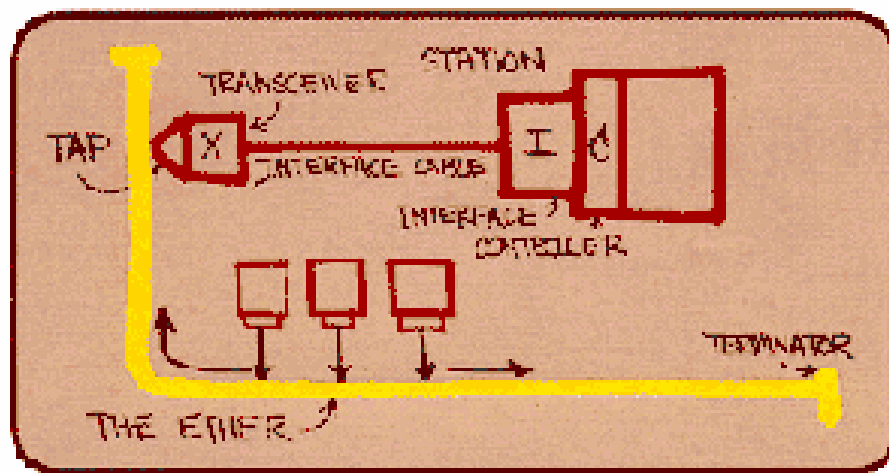 STATION
TRANSCEIVER
TAP
X
I
C
INTERFACE CABLE
INTERFACE
CONTROLLER
TERMINATOR
THE ETHER